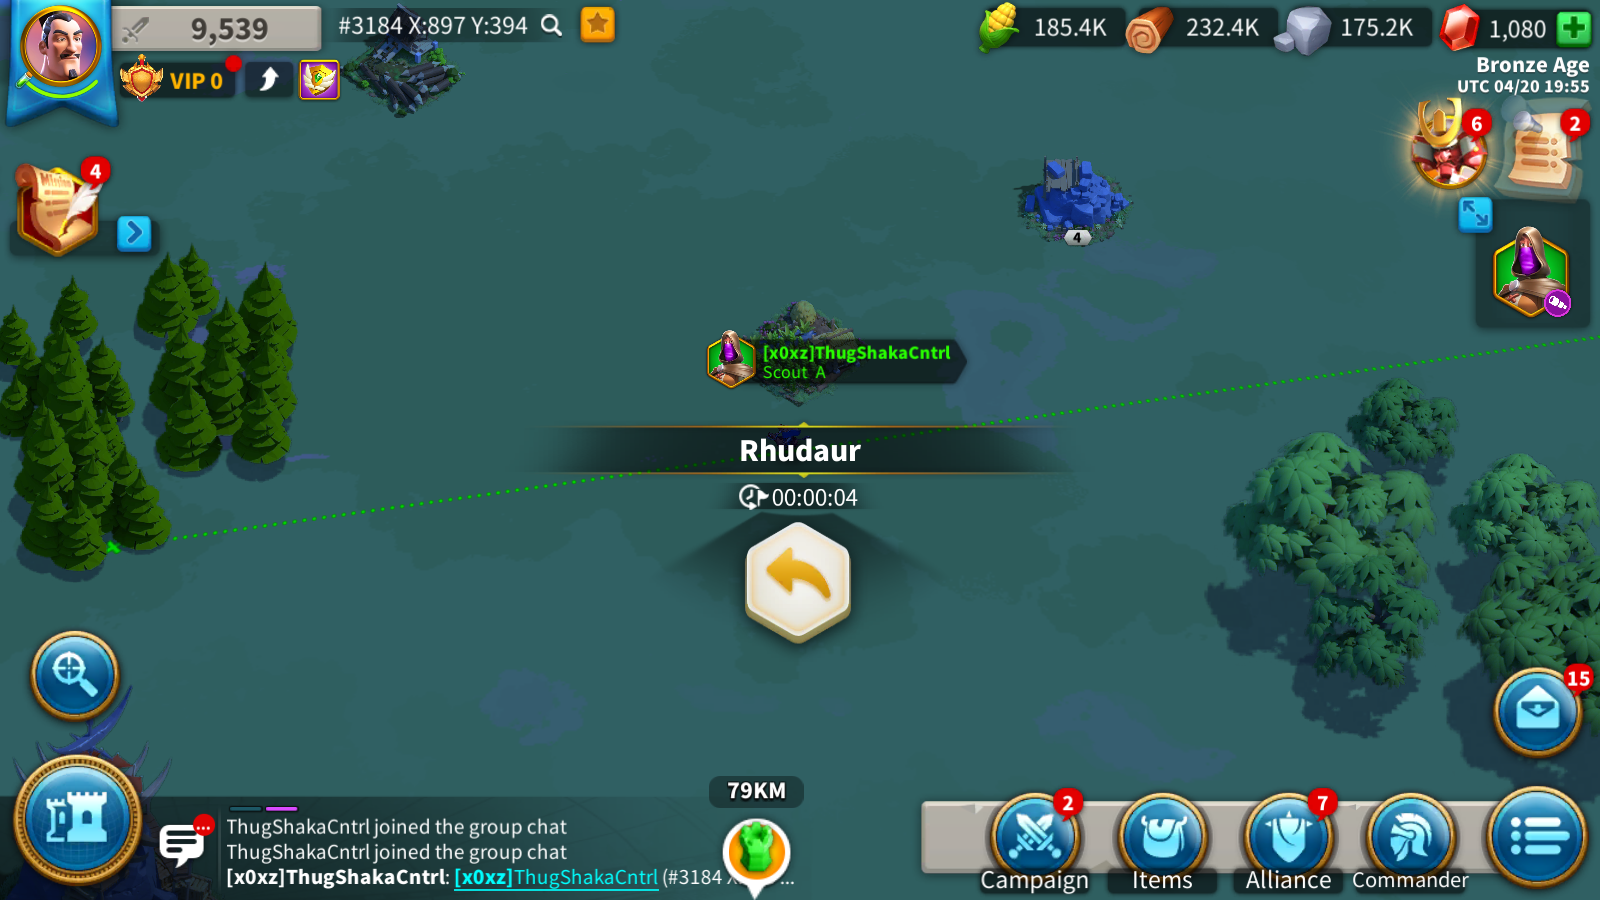 9,539
#3184 X:897 Y:394
185.4K
232.4K
175.2K
1,080
VIP 0
Bronze Age
UTC 04/20 19:55
6
2
4
Mission
4
[x0xz]ThugShakaCntrl
Scout A
Rhudaur
00:00:04
15
79KM
ThugShakaCntrl joined the group chat
ThugShakaCntrl joined the group chat
[x0xz]ThugShakaCntrl: [x0xz]ThugShakaCntrl (#3184 X ...
2
7
Campaign
Items
Alliance
Commander